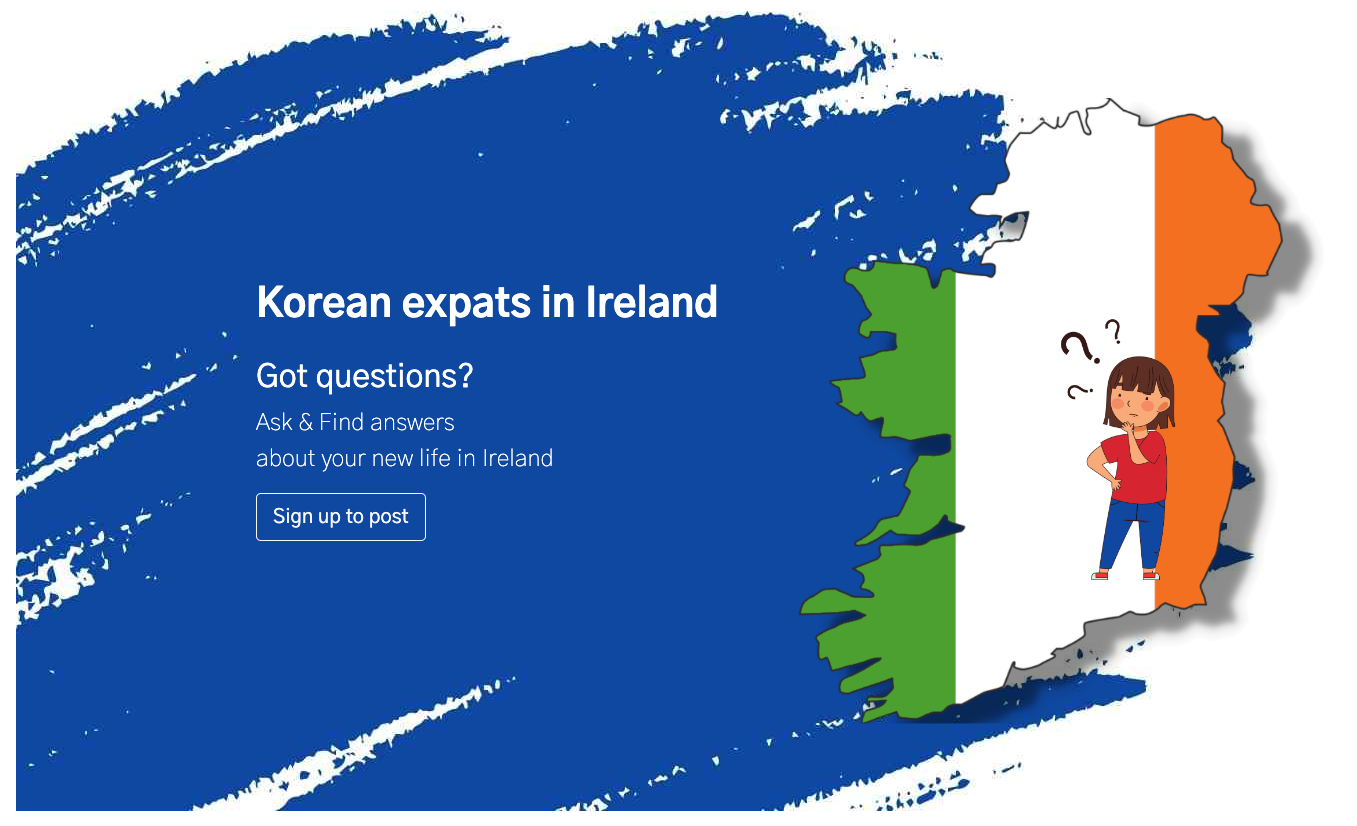 Korean expats in Ireland
Got questions?
Ask & Find answers
about your new life in Ireland
Sign up to post